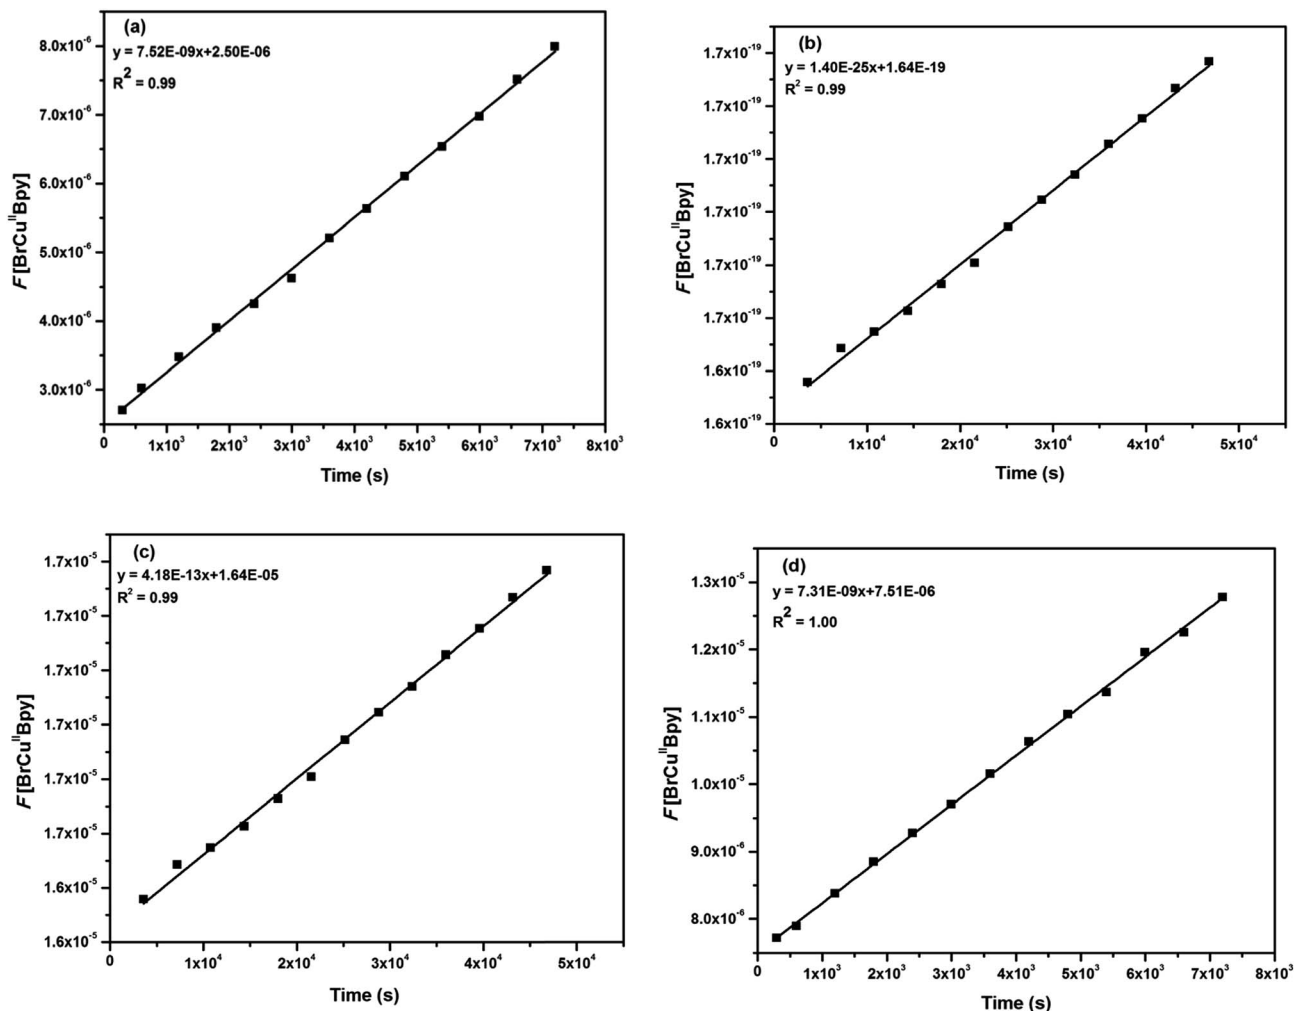 (a)
y = 7.52E-09x+2.50E-06
R² = 0.99
8.0x10⁻⁶
7.0x10⁻⁶
6.0x10⁻⁶
5.0x10⁻⁶
4.0x10⁻⁶
3.0x10⁻⁶
F[BrCuᴵᴵBpy]
0 1x10³ 2x10³ 3x10³ 4x10³ 5x10³ 6x10³ 7x10³ 8x10³
Time (s)
(b)
y = 1.40E-25x+1.64E-19
R² = 0.99
1.7x10⁻¹⁹
1.7x10⁻¹⁹
1.7x10⁻¹⁹
1.7x10⁻¹⁹
1.7x10⁻¹⁹
1.7x10⁻¹⁹
1.6x10⁻¹⁹
1.6x10⁻¹⁹
F[BrCuᴵᴵBpy]
0 1x10⁴ 2x10⁴ 3x10⁴ 4x10⁴ 5x10⁴
Time (s)
(c)
y = 4.18E-13x+1.64E-05
R² = 0.99
1.7x10⁻⁵
1.7x10⁻⁵
1.7x10⁻⁵
1.7x10⁻⁵
1.7x10⁻⁵
1.7x10⁻⁵
1.6x10⁻⁵
1.6x10⁻⁵
F[BrCuᴵᴵBpy]
0 1x10⁴ 2x10⁴ 3x10⁴ 4x10⁴ 5x10⁴
Time (s)
(d)
y = 7.31E-09x+7.51E-06
R² = 1.00
1.3x10⁻⁵
1.2x10⁻⁵
1.1x10⁻⁵
1.0x10⁻⁵
9.0x10⁻⁶
8.0x10⁻⁶
F[BrCuᴵᴵBpy]
0 1x10³ 2x10³ 3x10³ 4x10³ 5x10³ 6x10³ 7x10³ 8x10³
Time (s)